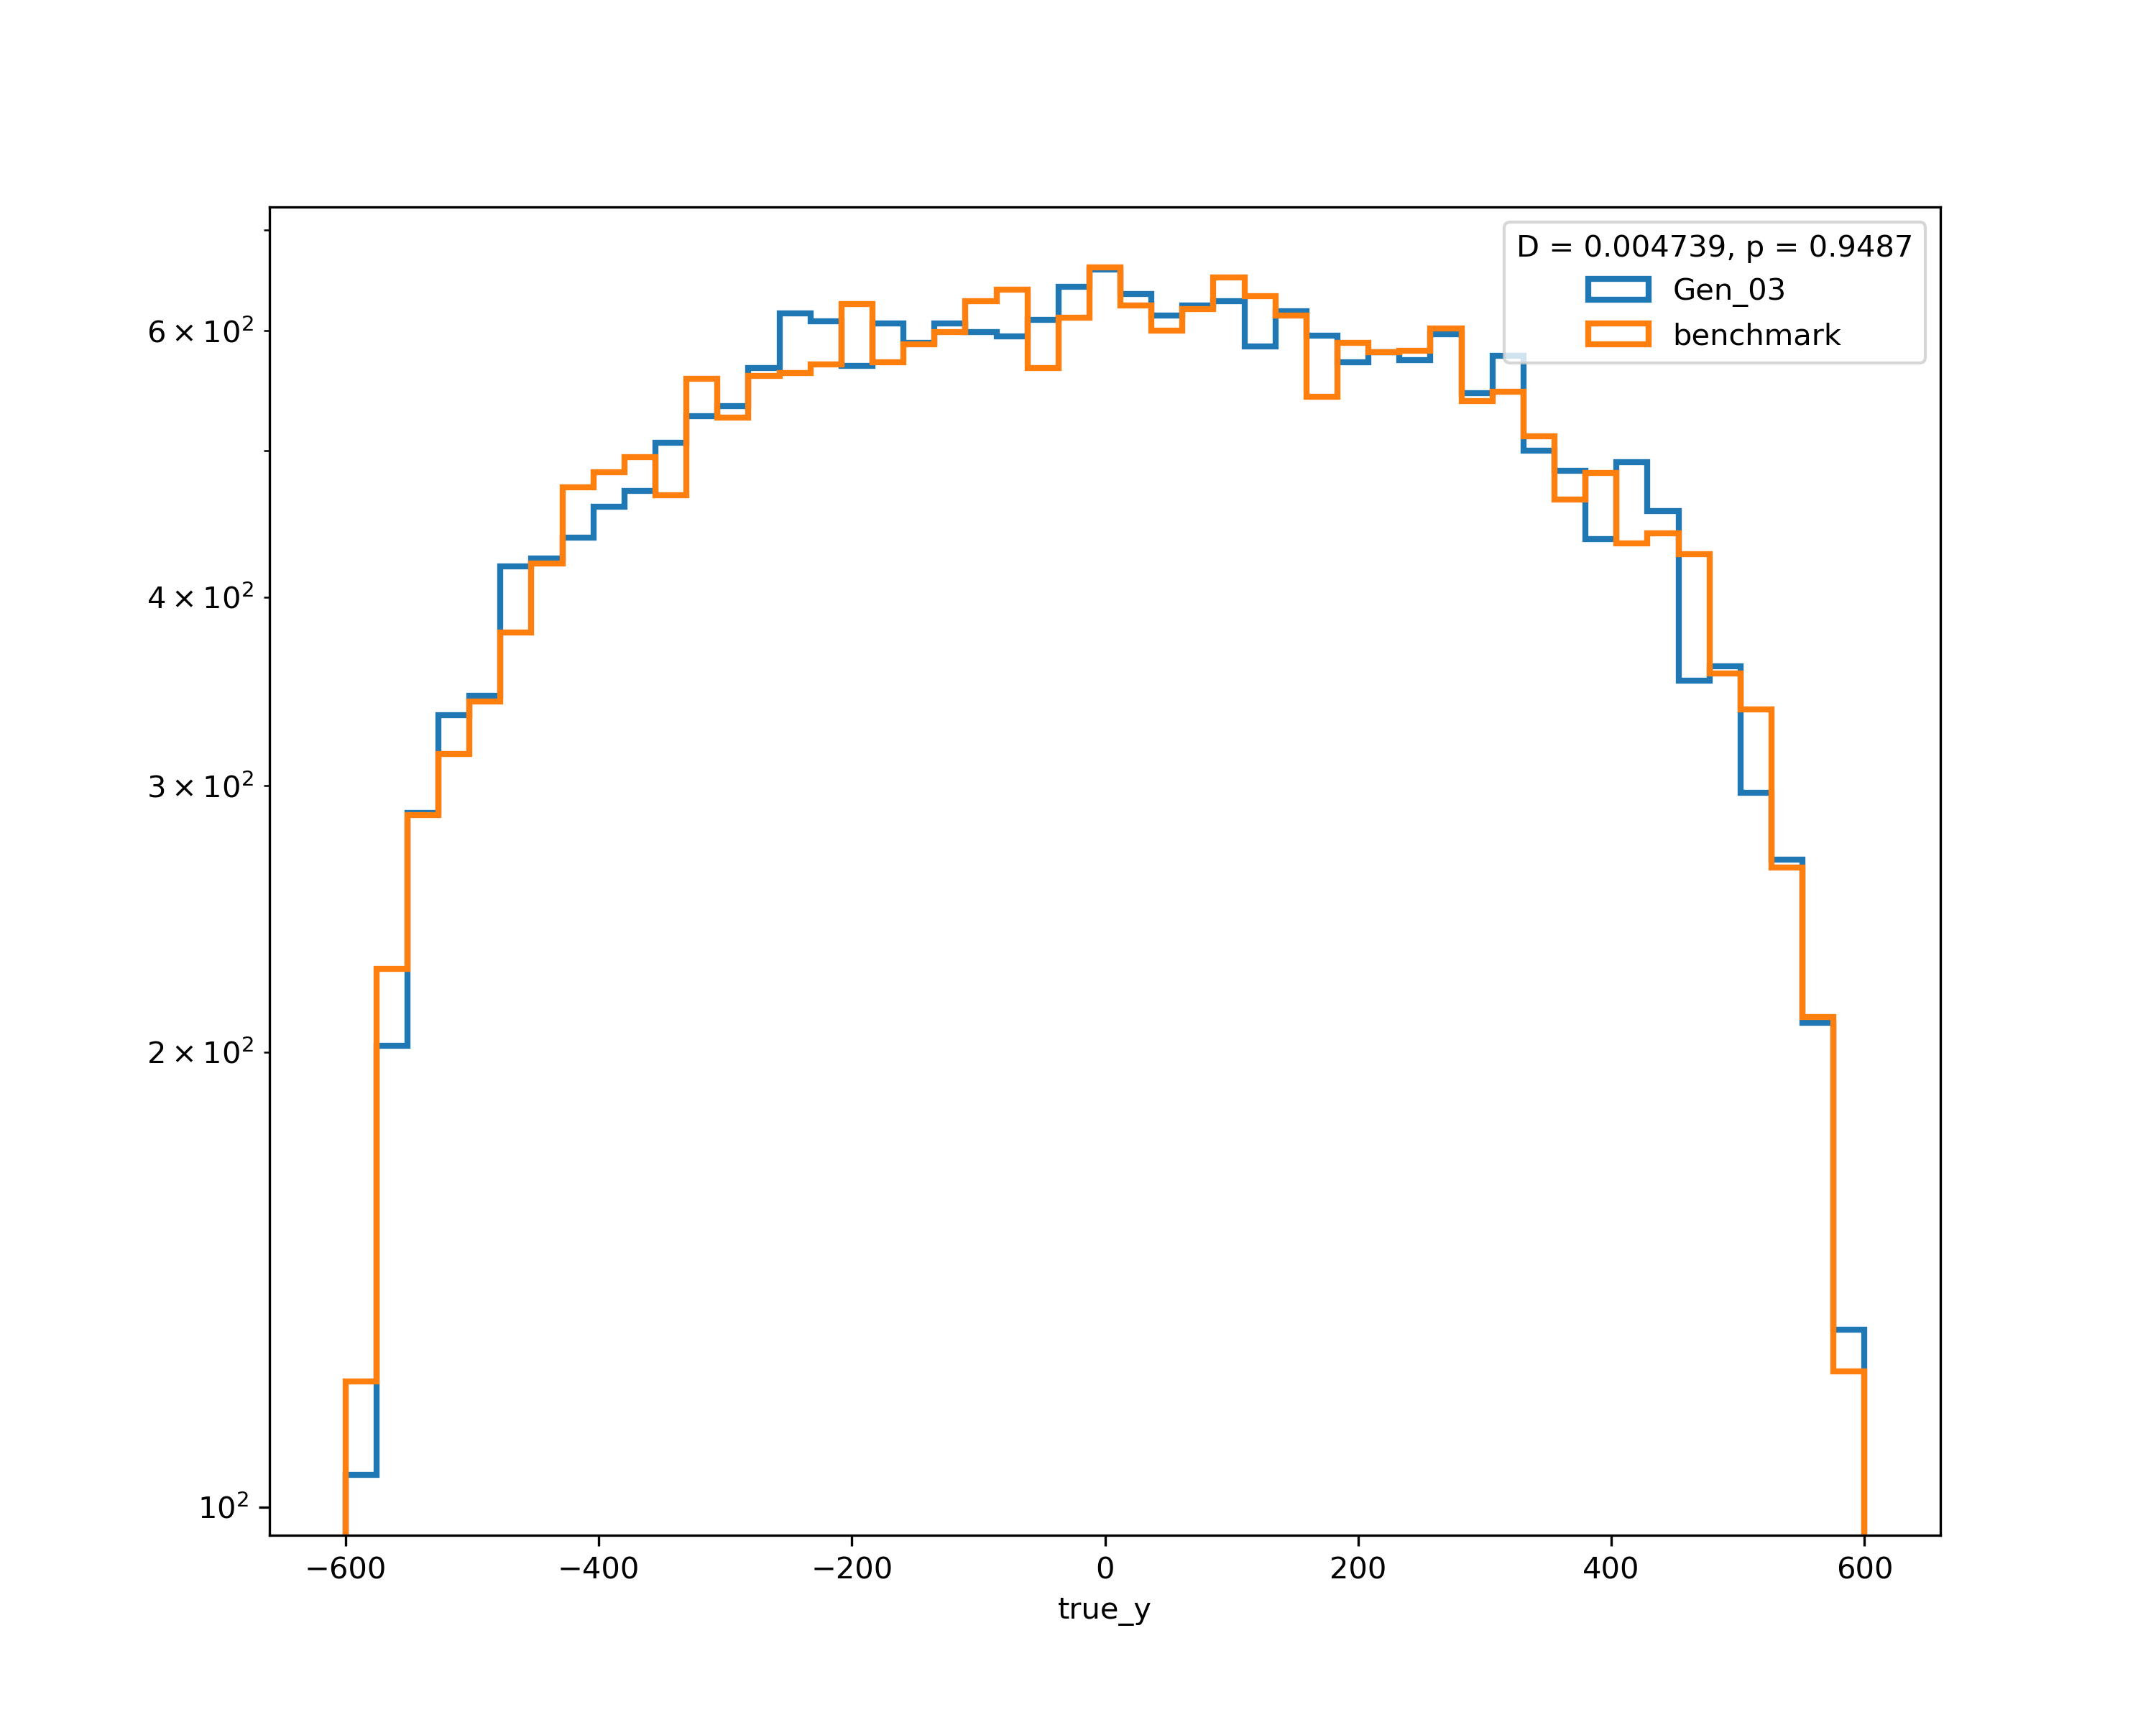 D = 0.004739, p = 0.9487
Gen_03
benchmark
6 × 10²
4 × 10²
3 × 10²
2 × 10²
10²
−600 −400 −200 0 200 400 600
true_y